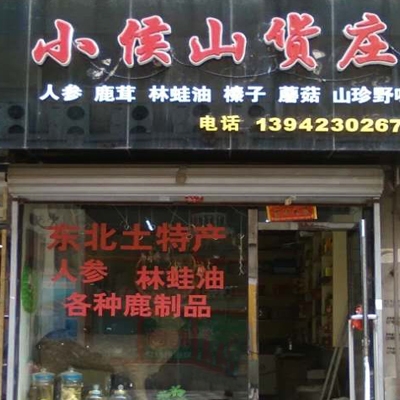 小侯山货庄
人参 鹿茸 林蛙油 榛子 蘑菇 山珍野味
电话 1394230267
东北土特产
人参 林蛙油
各种鹿制品